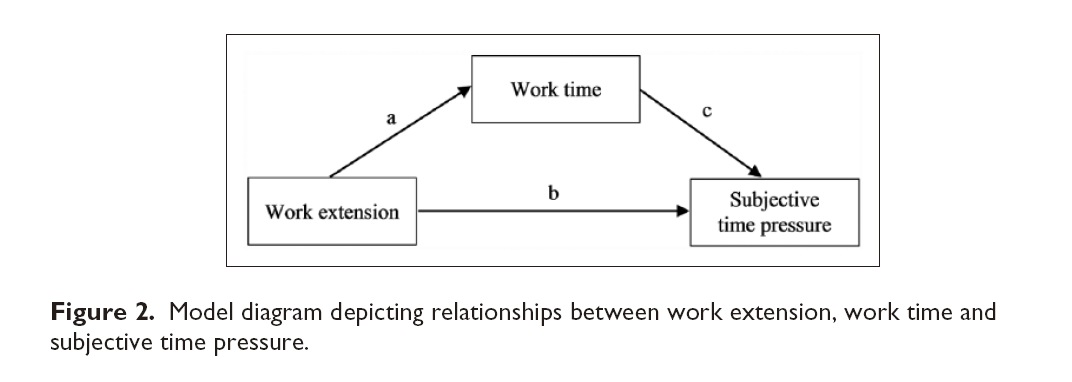 Work time
a
c
Work extension
b
Subjective
time pressure
Figure 2. Model diagram depicting relationships between work extension, work time and
subjective time pressure.